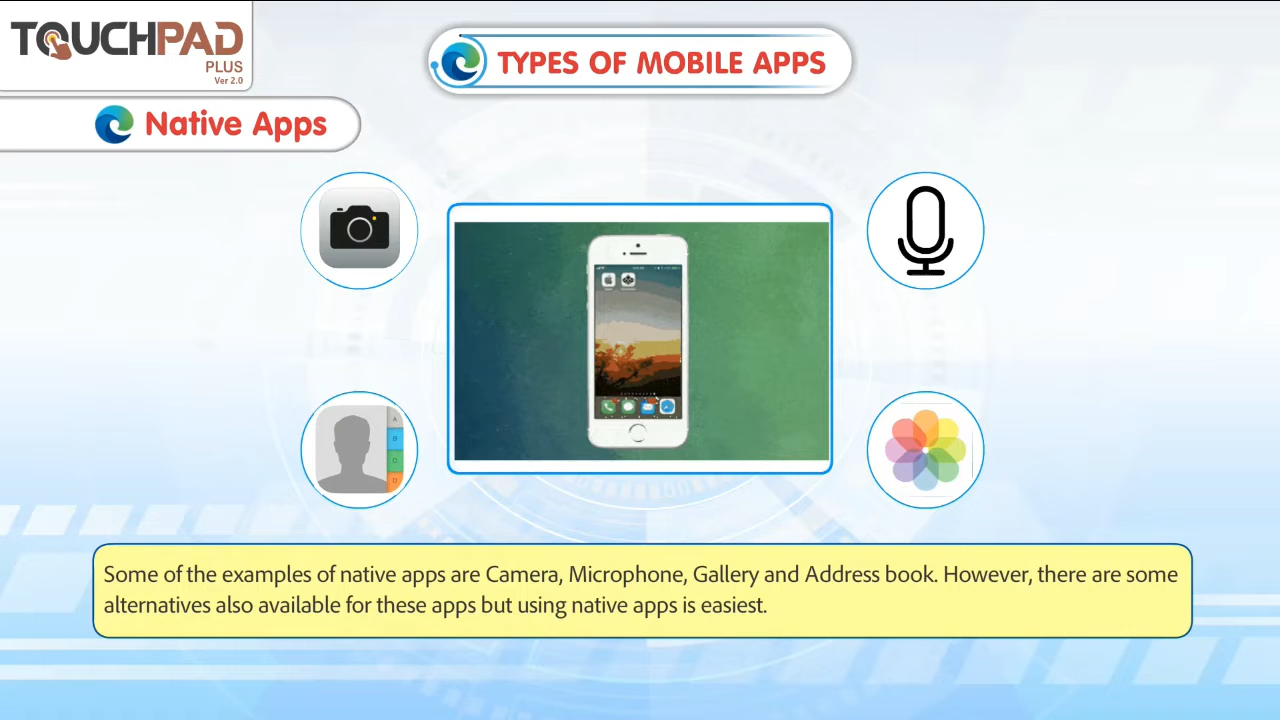 TOUCHPAD
PLUS
Ver 2.0
TYPES OF MOBILE APPS
Native Apps
A
B
C
D
Some of the examples of native apps are Camera, Microphone, Gallery and Address book. However, there are some
alternatives also available for these apps but using native apps is easiest.